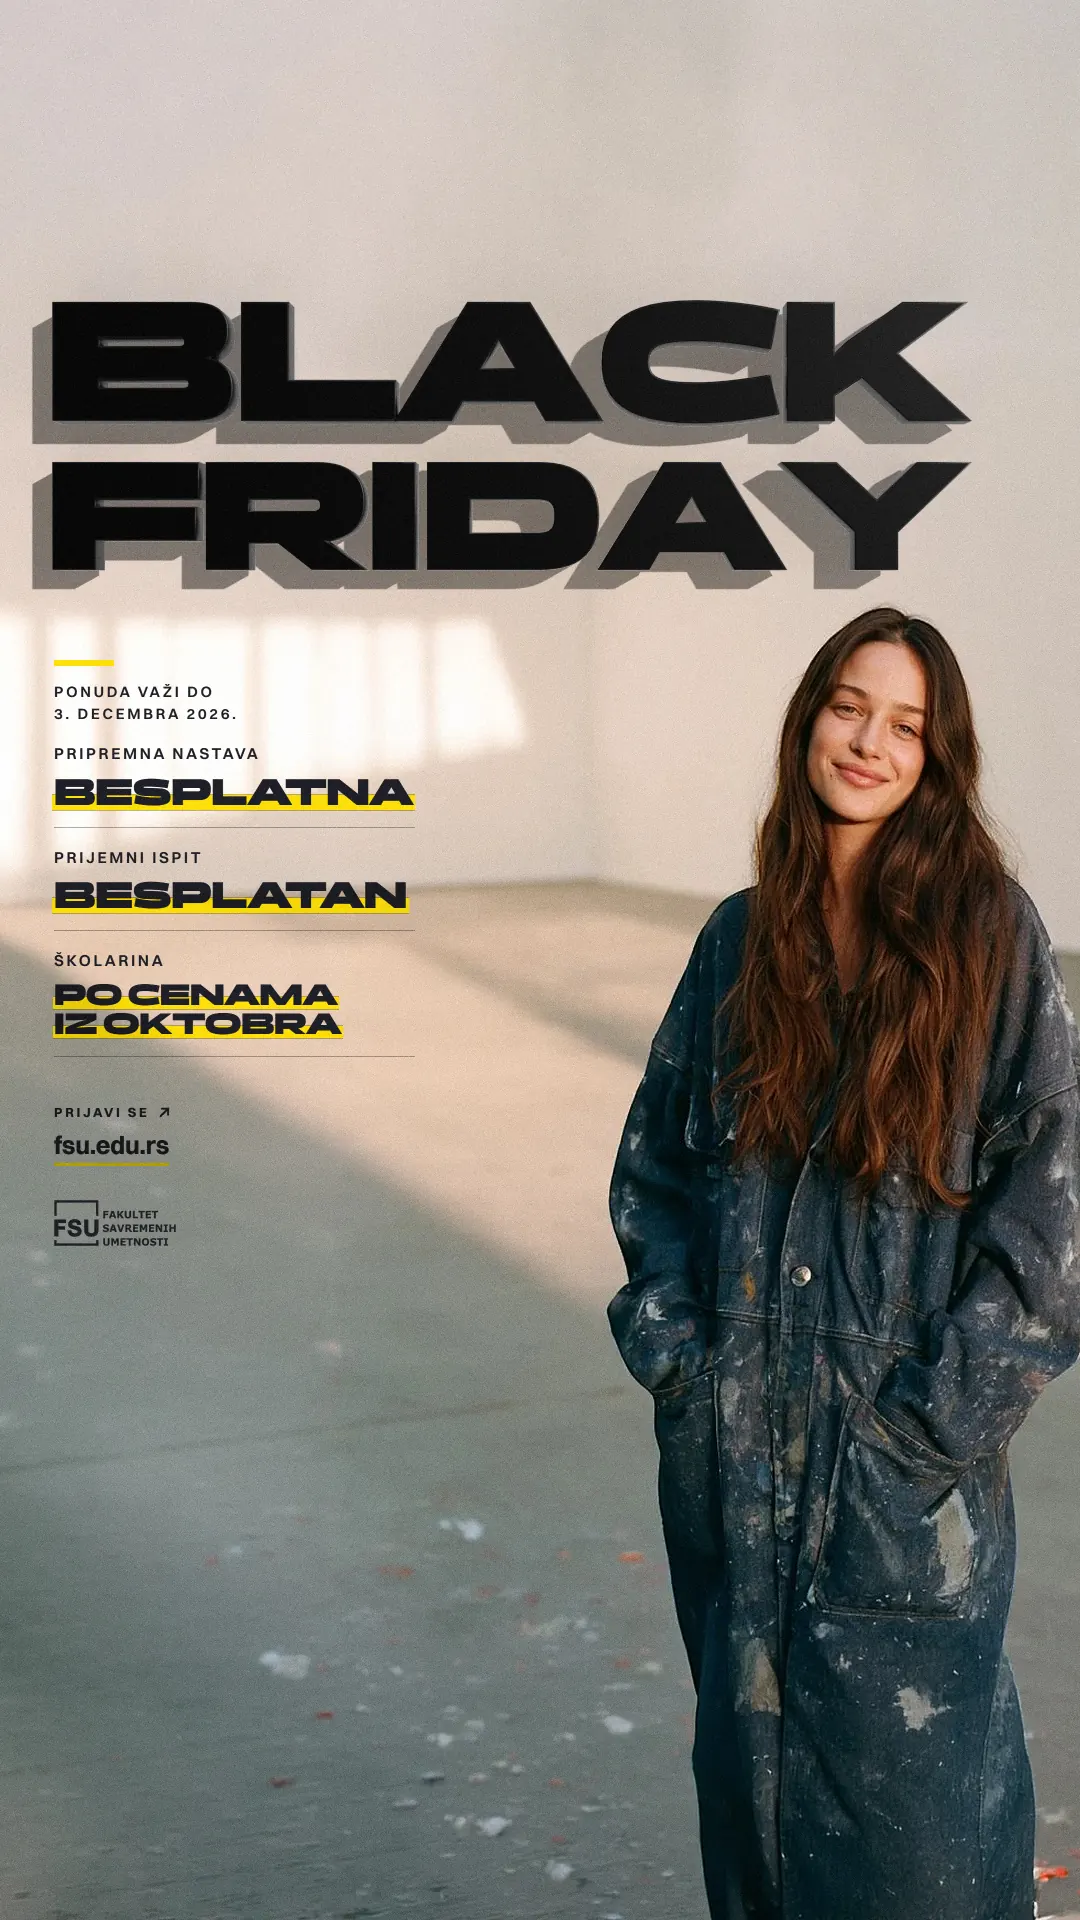 BLACK
FRIDAY
PONUDA VAŽI DO
3. DECEMBRA 2026.
PRIPREMNA NASTAVA
BESPLATNA
PRIJEMNI ISPIT
BESPLATAN
ŠKOLARINA
PO CENAMA
IZ OKTOBRA
PRIJAVI SE ↗
fsu.edu.rs
FSU
FAKULTET
SAVREMENIH
UMETNOSTI